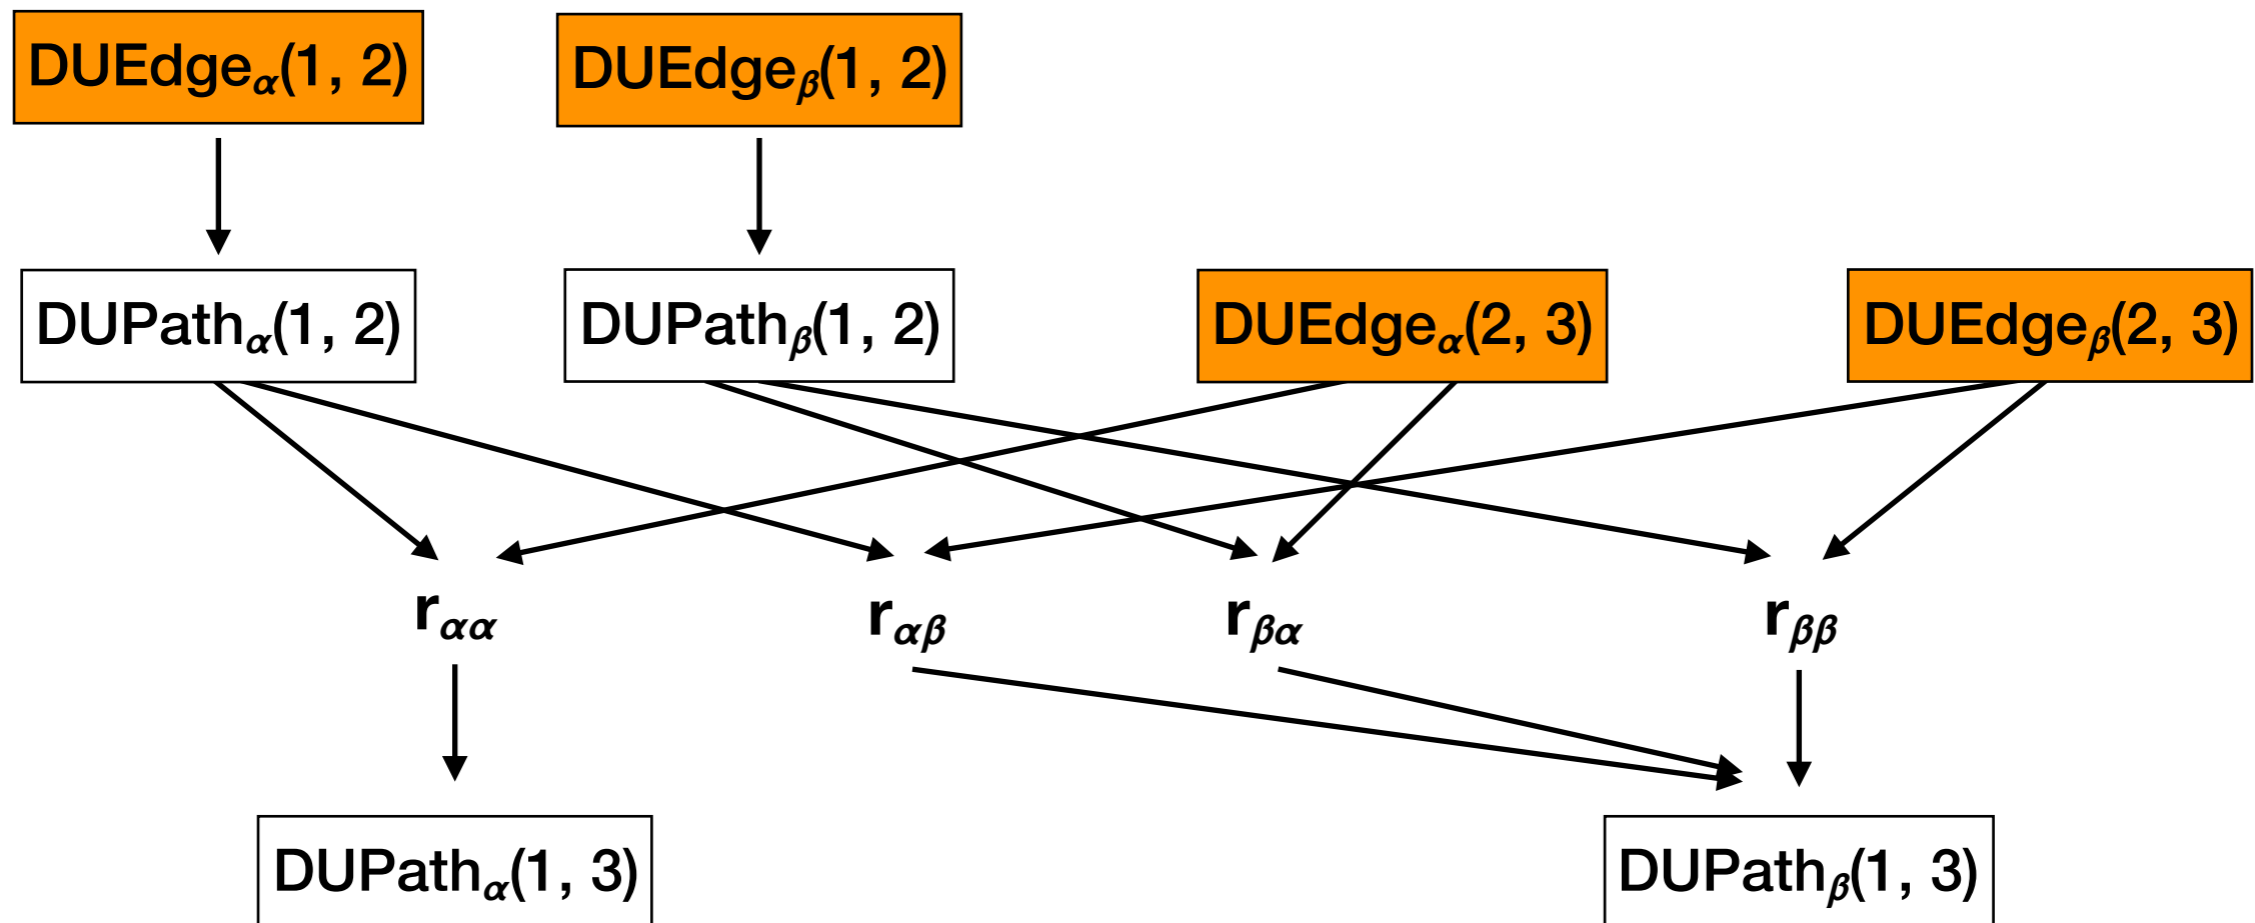 DUEdgeα(1, 2) DUEdgeβ(1, 2)
DUPathα(1, 2) DUPathβ(1, 2) DUEdgeα(2, 3) DUEdgeβ(2, 3)
rαα rαβ rβα rββ
DUPathα(1, 3) DUPathβ(1, 3)